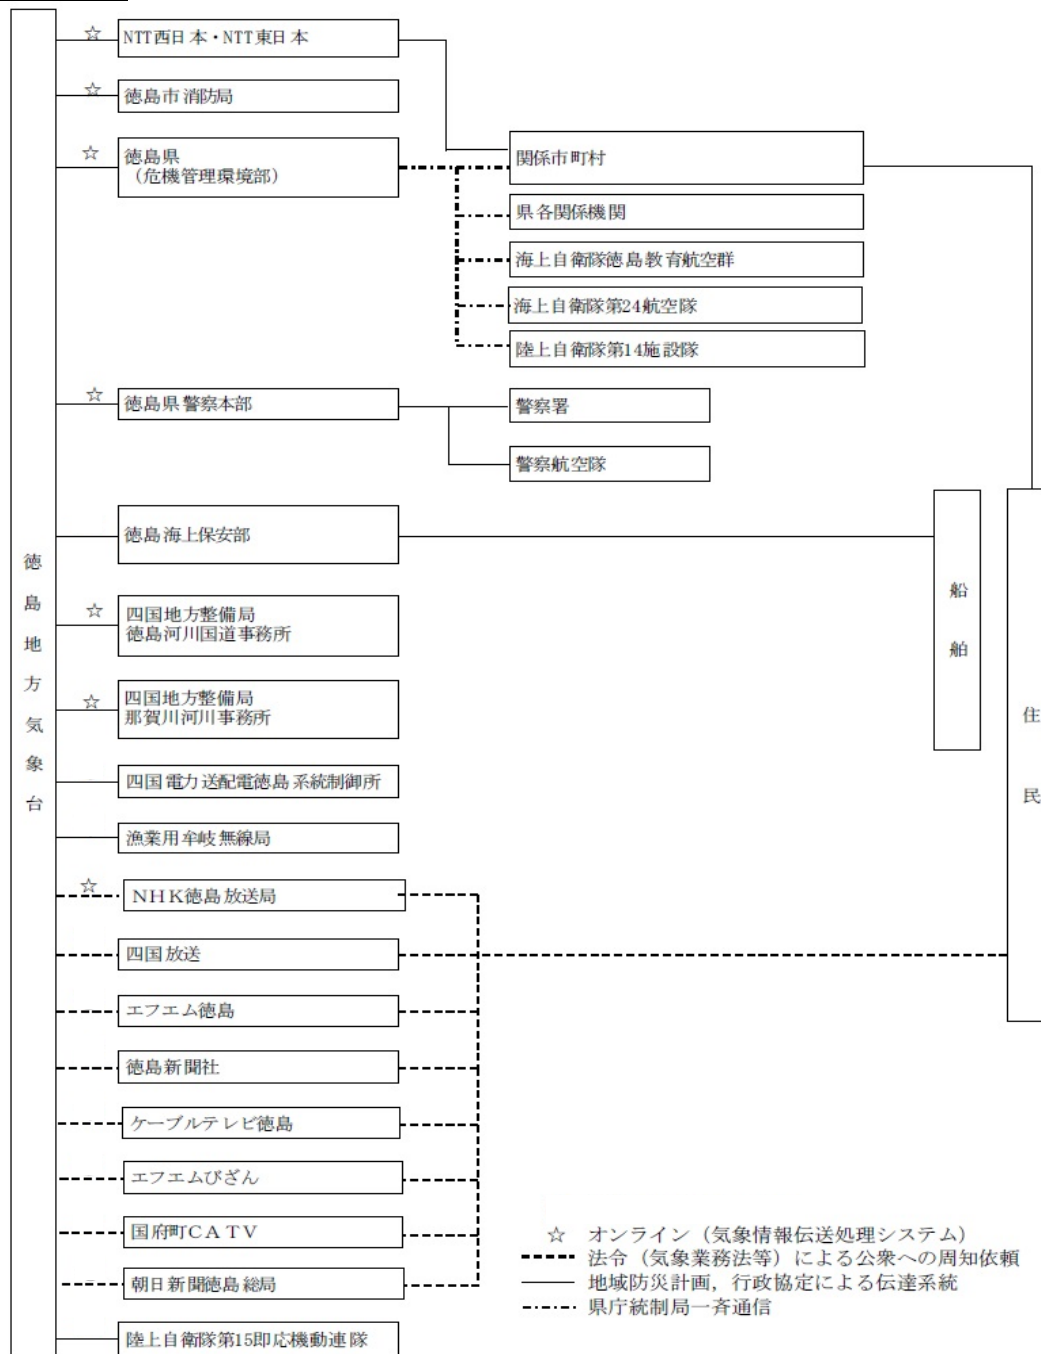 徳島地方気象台
☆
NTT西日本・NTT東日本
☆
徳島市消防局
☆
徳島県
（危機管理環境部）
関係市町村
県各関係機関
海上自衛隊徳島教育航空群
海上自衛隊第24航空隊
陸上自衛隊第14施設隊
☆
徳島県警察本部
警察署
警察航空隊
徳島海上保安部
船舶
住民
☆
四国地方整備局
徳島河川国道事務所
☆
四国地方整備局
那賀川河川事務所
四国電力送配電徳島系統制御所
漁業用牟岐無線局
☆
ＮＨＫ徳島放送局
四国放送
エフエム徳島
徳島新聞社
ケーブルテレビ徳島
エフエムびざん
国府町ＣＡＴＶ
朝日新聞徳島総局
陸上自衛隊第15即応機動連隊
☆ オンライン（気象情報伝送処理システム）
法令（気象業務法等）による公衆への周知依頼
地域防災計画，行政協定による伝達系統
県庁統制局一斉通信